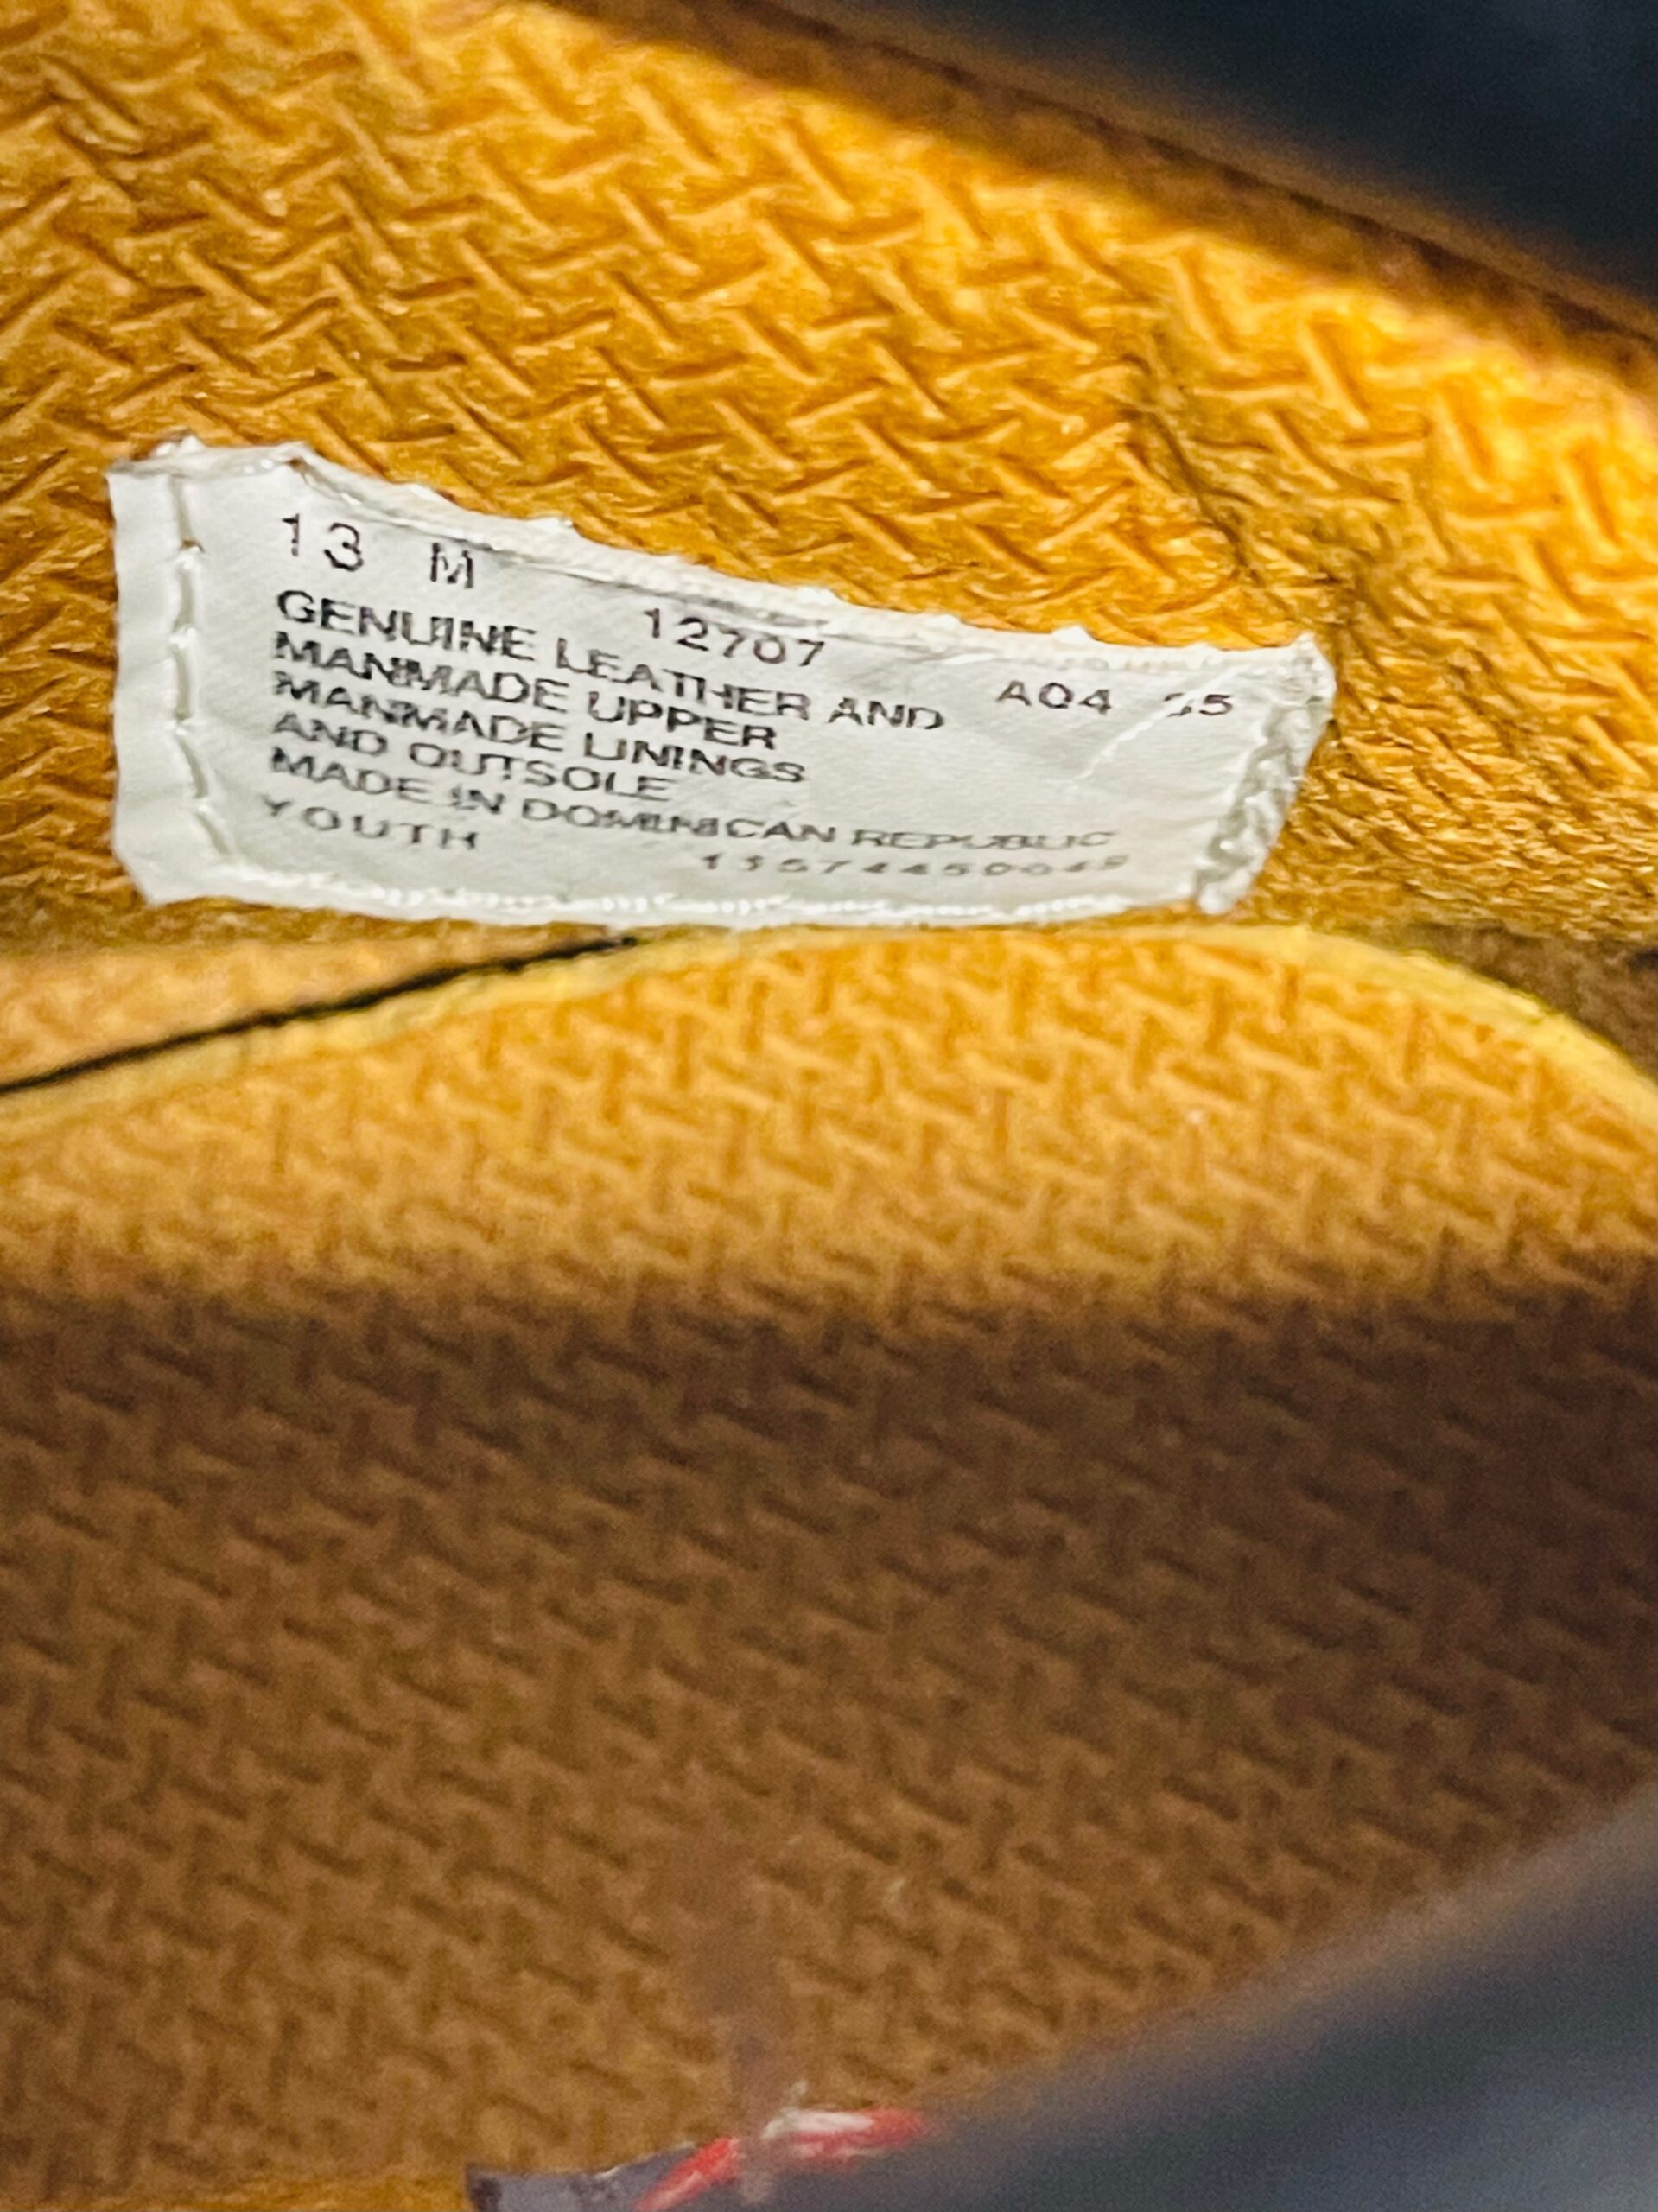 13 M 12707 A04
GENUINE LEATHER AND
MANMADE UPPER
MANMADE LININGS
AND OUTSOLE
MADE IN DOMINICAN REPUBLIC
YOUTH